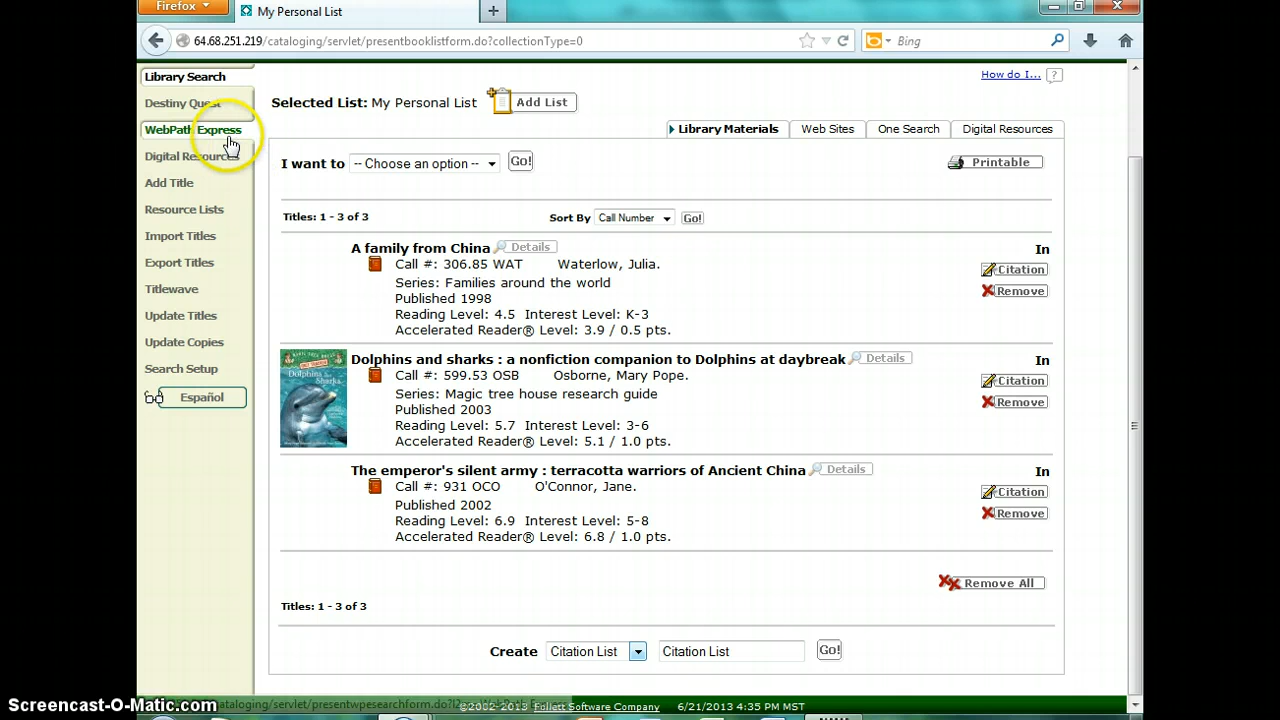 Firefox
My Personal List
64.68.251.219/cataloging/servlet/presentbooklistform.do?collectionType=0
Bing
Library Search
Destiny Quest
WebPath Express
Digital Resources
Add Title
Resource Lists
Import Titles
Export Titles
Titlewave
Update Titles
Update Copies
Search Setup
Español
How do I... ?
Selected List: My Personal List Add List
Library Materials Web Sites One Search Digital Resources
I want to -- Choose an option -- Go! Printable
Titles: 1 - 3 of 3 Sort By Call Number Go!
A family from China Details In
Call #: 306.85 WAT Waterlow, Julia. Citation
Series: Families around the world Remove
Published 1998
Reading Level: 4.5 Interest Level: K-3
Accelerated Reader® Level: 3.9 / 0.5 pts.
Dolphins and sharks : a nonfiction companion to Dolphins at daybreak Details In
Call #: 599.53 OSB Osborne, Mary Pope. Citation
Series: Magic tree house research guide Remove
Published 2003
Reading Level: 5.7 Interest Level: 3-6
Accelerated Reader® Level: 5.1 / 1.0 pts.
The emperor's silent army : terracotta warriors of Ancient China Details In
Call #: 931 OCO O'Connor, Jane. Citation
Published 2002 Remove
Reading Level: 6.9 Interest Level: 5-8
Accelerated Reader® Level: 6.8 / 1.0 pts.
Remove All
Titles: 1 - 3 of 3
Create Citation List Citation List Go!
©2002-2013 Follett Software Company 6/21/2013 4:35 PM MST
Screencast-O-Matic.com